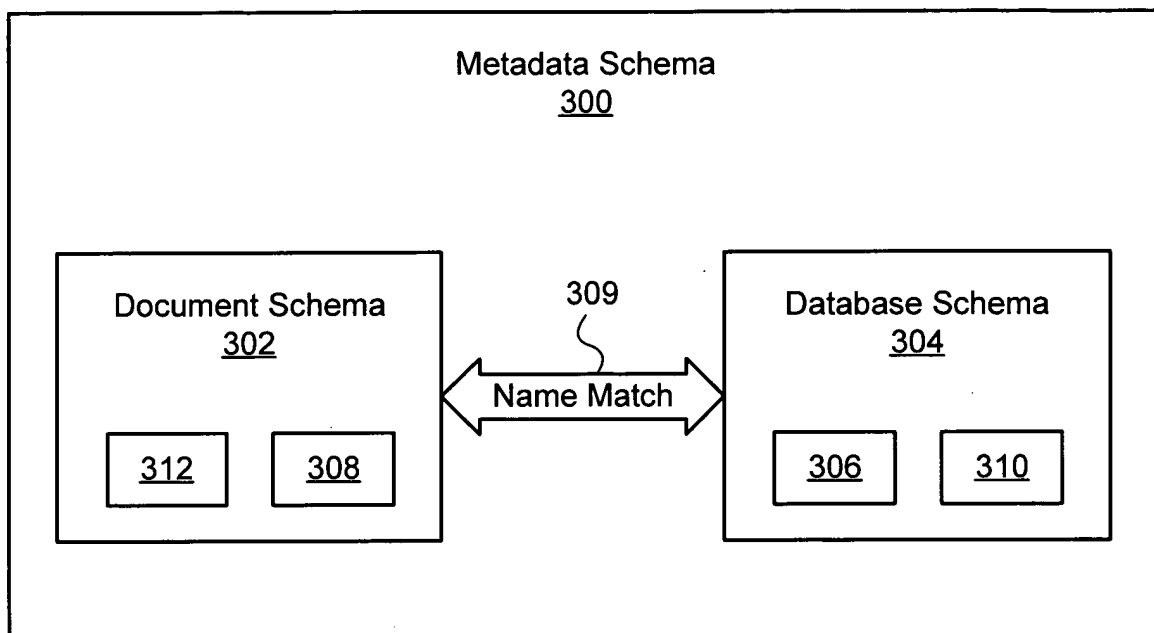 Metadata Schema
300
Document Schema
302
309
Name Match
Database Schema
304
312
308
306
310